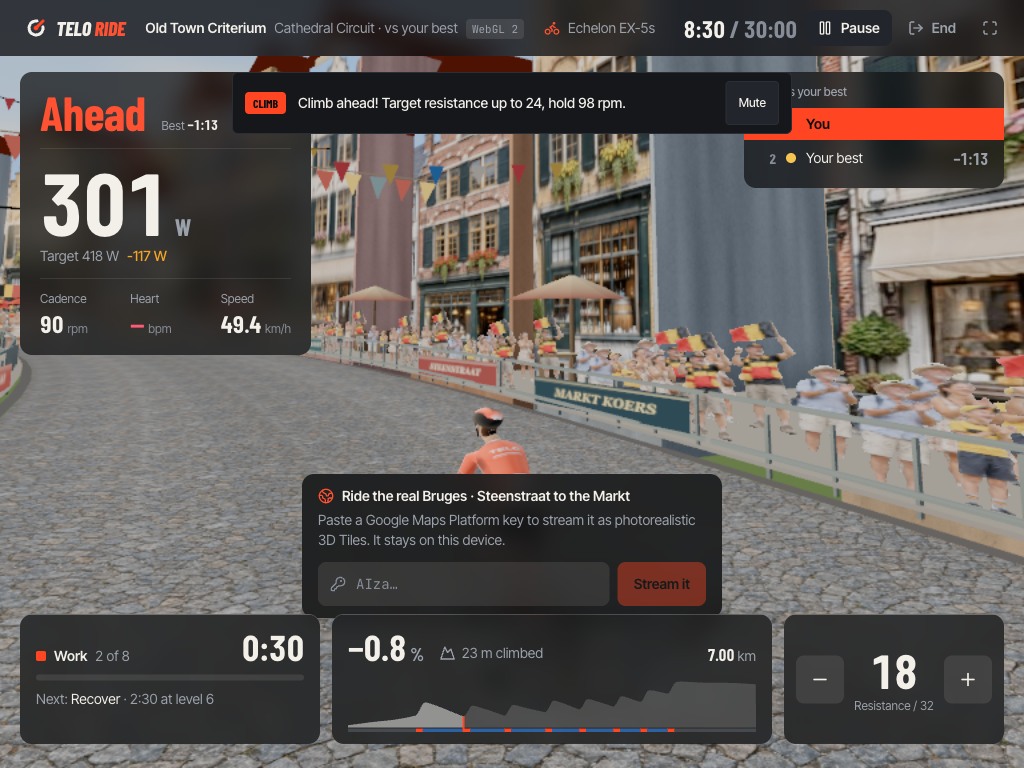 TELO RIDE
Old Town Criterium Cathedral Circuit · vs your best WebGL 2
Echelon EX-5s
8:30 / 30:00
Pause
End
Ahead Best −1:13
CLIMB Climb ahead! Target resistance up to 24, hold 98 rpm.
Mute
s your best
You
2 Your best −1:13
301 W
Target 418 W -117 W
Cadence Heart Speed
90 rpm — bpm 49.4 km/h
STEENSTRAAT
MARKT KOERS
Ride the real Bruges · Steenstraat to the Markt
Paste a Google Maps Platform key to stream it as photorealistic
3D Tiles. It stays on this device.
AIza…
Stream it
Work 2 of 8 0:30
Next: Recover · 2:30 at level 6
−0.8 % 23 m climbed 7.00 km
− 18 +
Resistance / 32